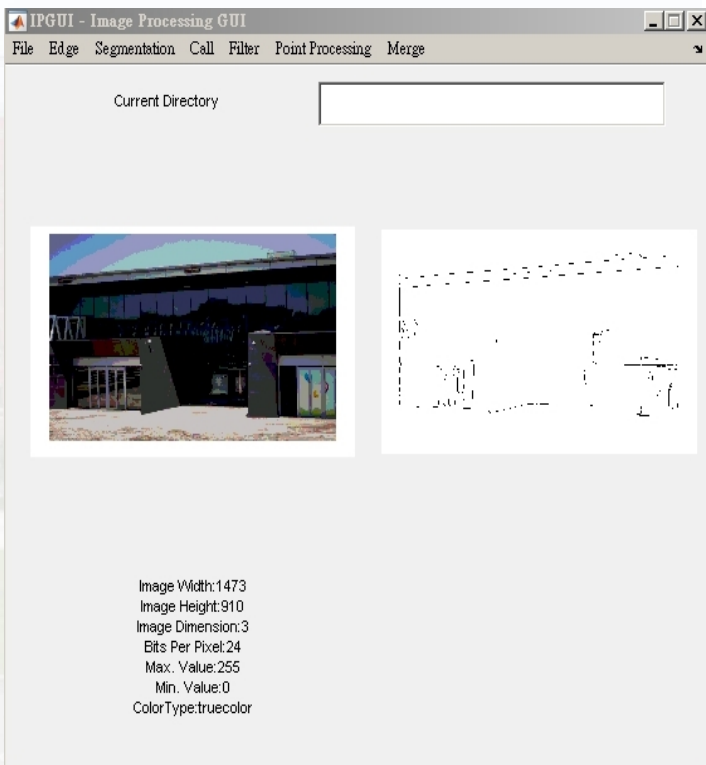 IPGUI - Image Processing GUI
File Edge Segmentation Call Filter Point Processing Merge
Current Directory
Image Width:1473
Image Height:910
Image Dimension:3
Bits Per Pixel:24
Max. Value:255
Min. Value:0
ColorType:truecolor